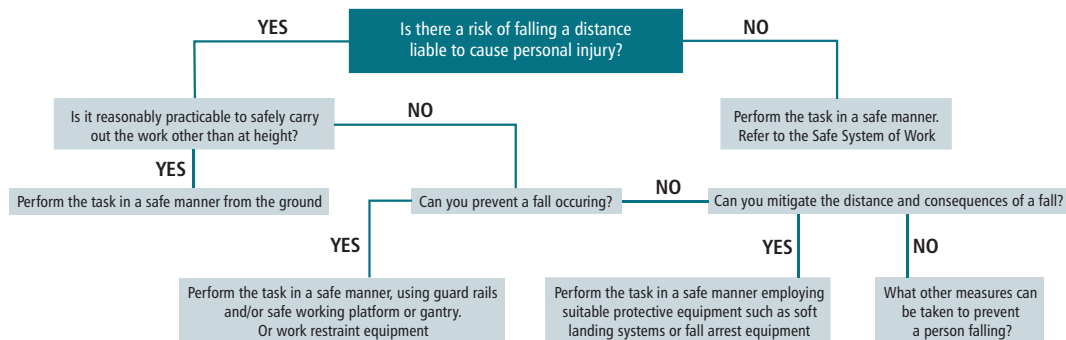 Is there a risk of falling a distance
liable to cause personal injury?
YES
NO
Is it reasonably practicable to safely carry
out the work other than at height?
NO
Perform the task in a safe manner.
Refer to the Safe System of Work
YES
Perform the task in a safe manner from the ground
Can you prevent a fall occuring?
NO
Can you mitigate the distance and consequences of a fall?
YES
YES
NO
Perform the task in a safe manner, using guard rails
and/or safe working platform or gantry.
Or work restraint equipment
Perform the task in a safe manner employing
suitable protective equipment such as soft
landing systems or fall arrest equipment
What other measures can
be taken to prevent
a person falling?